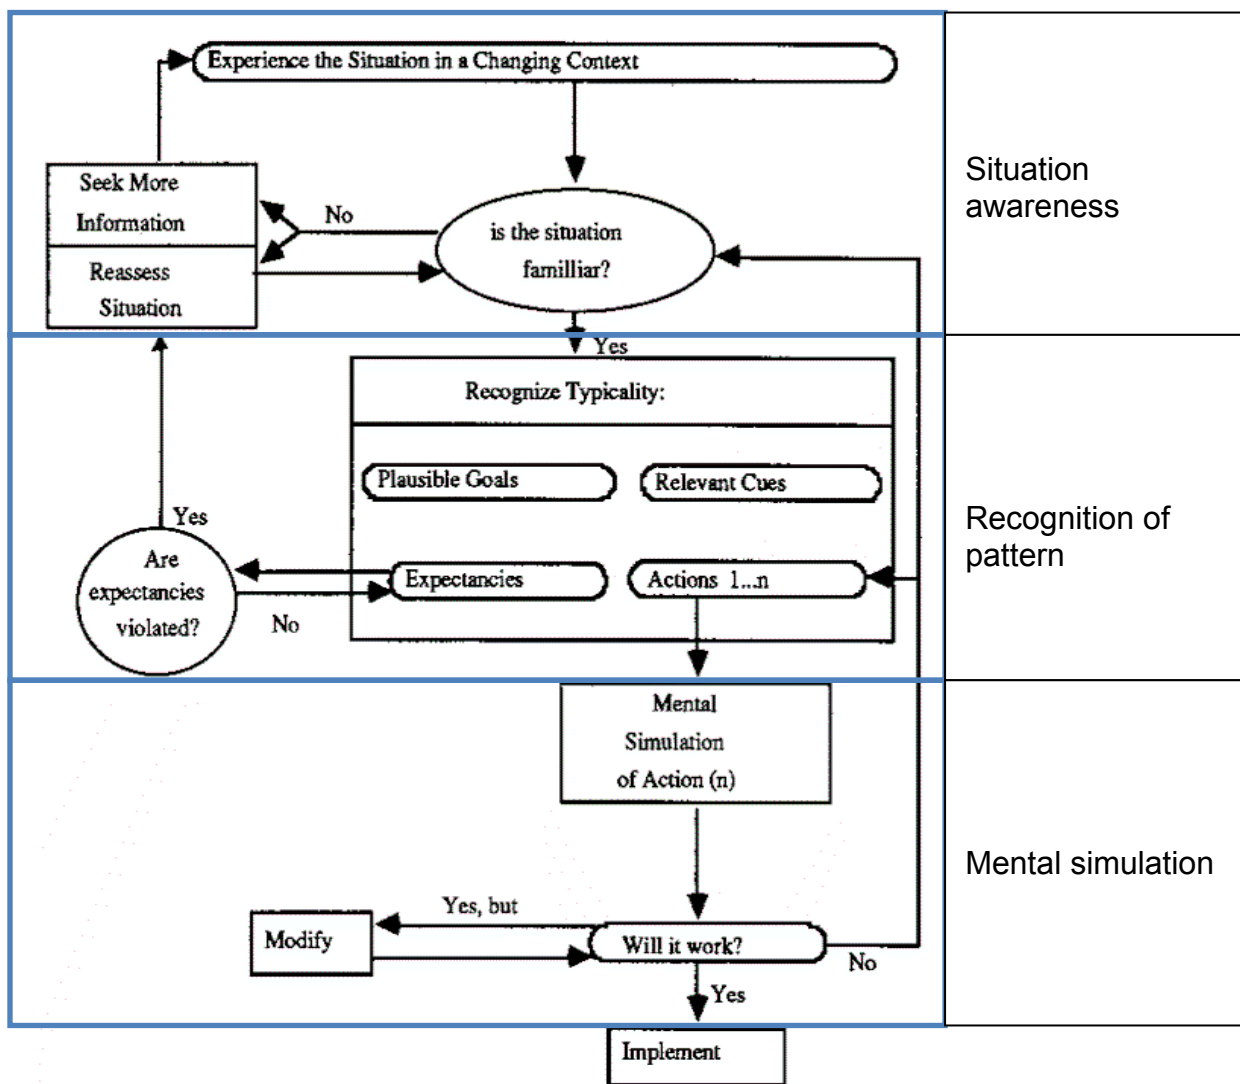 Experience the Situation in a Changing Context
Situation
awareness
Seek More
Information
No
is the situation
familliar?
Reassess
Situation
Yes
Recognize Typicality:
Plausible Goals
Relevant Cues
Recognition of
pattern
Yes
Are
expectancies
violated?
No
Expectancies
Actions 1...n
Mental
Simulation
of Action (n)
Mental simulation
Yes, but
Modify
Will it work?
No
Yes
Implement